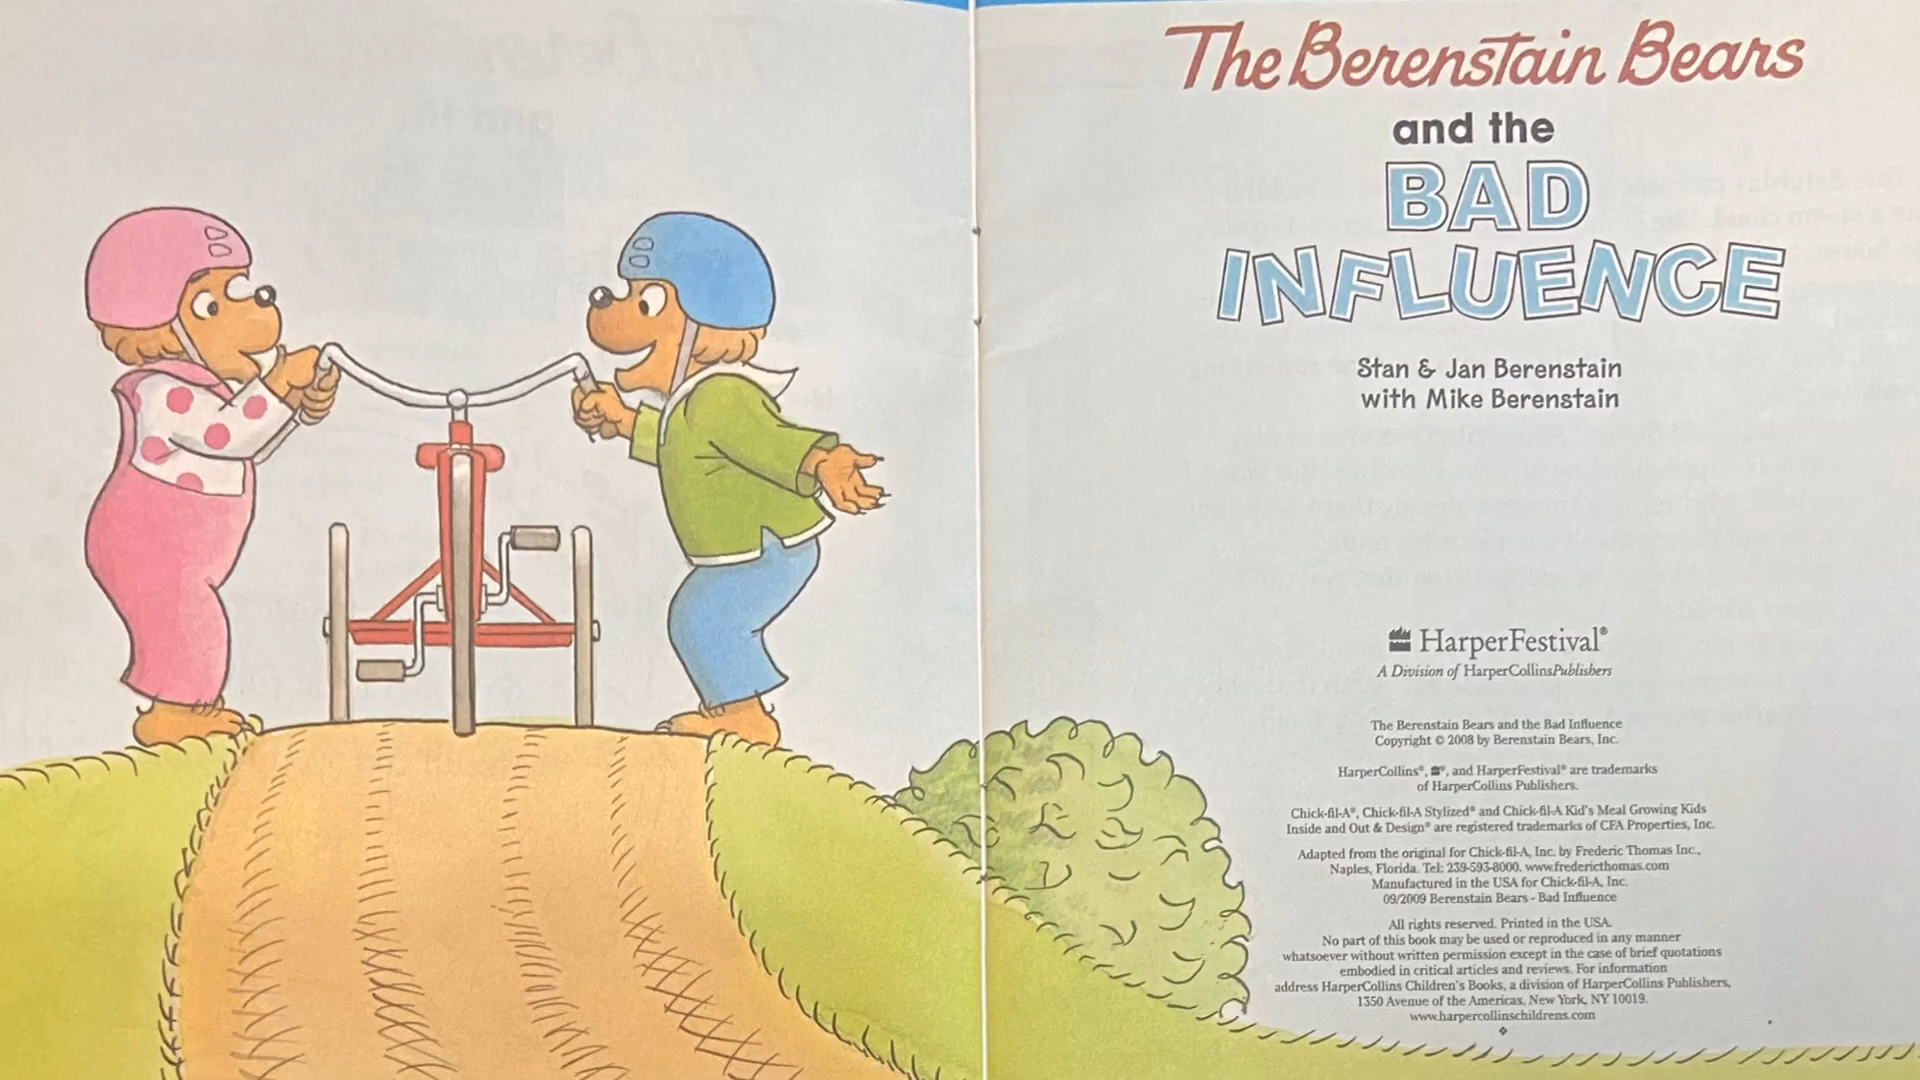 The Berenstain Bears
and the
BAD
INFLUENCE
Stan & Jan Berenstain
with Mike Berenstain
HarperFestival®
A Division of HarperCollinsPublishers
The Berenstain Bears and the Bad Influence
Copyright © 2008 by Berenstain Bears, Inc.
HarperCollins®, ®, and HarperFestival® are trademarks
of HarperCollins Publishers.
Chick-fil-A®, Chick-fil-A Stylized® and Chick-fil-A Kid's Meal Growing Kids
Inside and Out & Design® are registered trademarks of CFA Properties, Inc.
Adapted from the original for Chick-fil-A, Inc. by Frederic Thomas Inc.,
Naples, Florida. Tel: 239-593-8000. www.fredericthomas.com
Manufactured in the USA for Chick-fil-A, Inc.
09/2009 Berenstain Bears - Bad Influence
All rights reserved. Printed in the USA.
No part of this book may be used or reproduced in any manner
whatsoever without written permission except in the case of brief quotations
embodied in critical articles and reviews. For information
address HarperCollins Children's Books, a division of HarperCollins Publishers,
1350 Avenue of the Americas, New York, NY 10019.
www.harpercollinschildrens.com